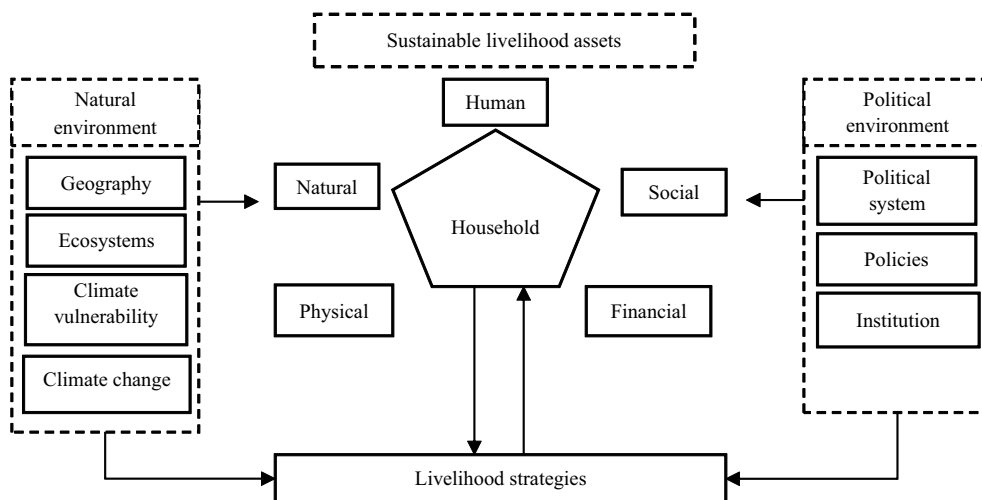 Sustainable livelihood assets
Natural
environment
Geography
Ecosystems
Climate
vulnerability
Climate change
Human
Natural
Social
Household
Physical
Financial
Political
environment
Political
system
Policies
Institution
Livelihood strategies